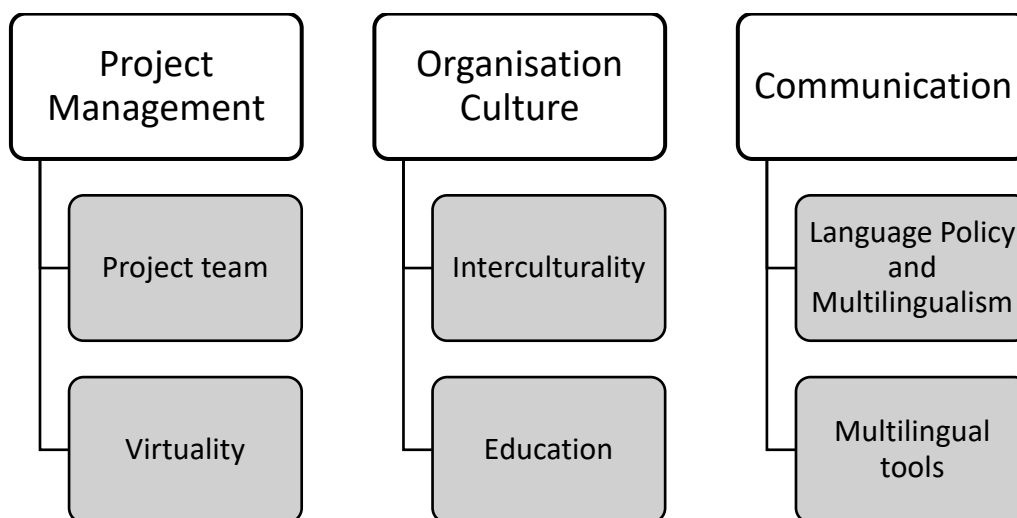 Project
Management
Project team
Virtuality
Organisation
Culture
Interculturality
Education
Communication
Language Policy
and
Multilingualism
Multilingual
tools